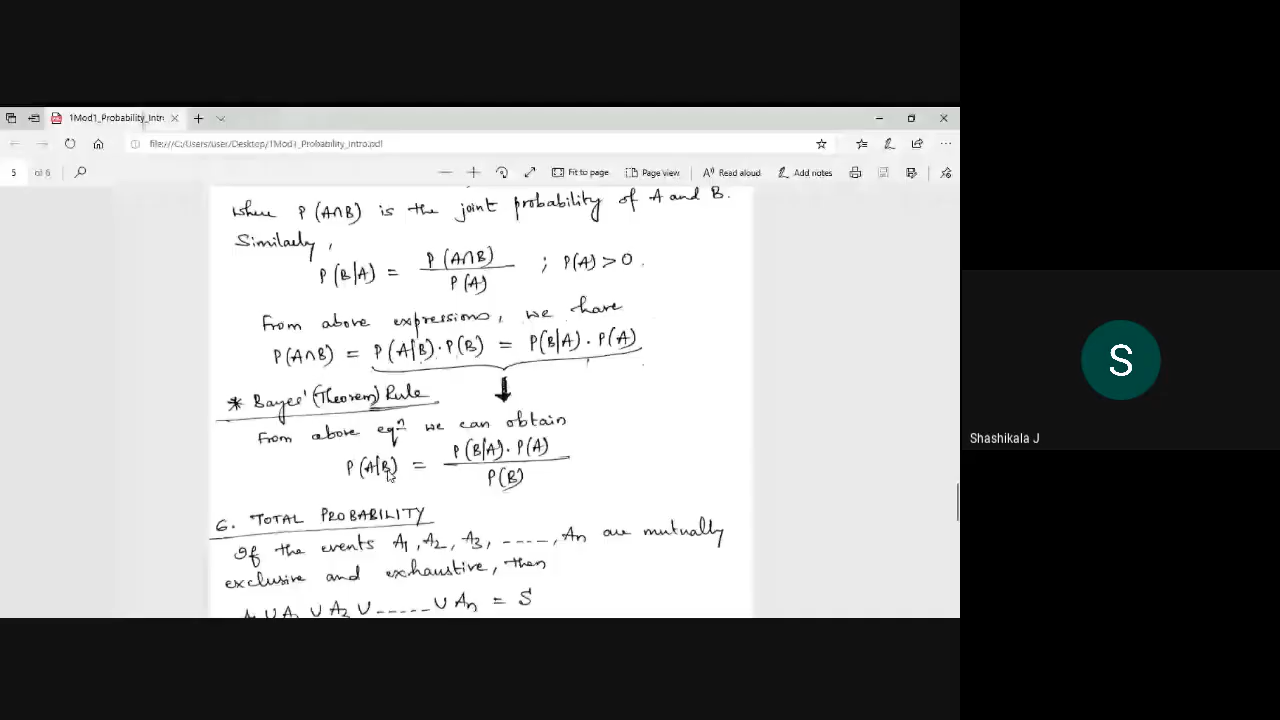 1Mod1_Probability_Intro
file:///C:/Users/user/Desktop/1Mod1_Probability_Intro.pdf
5 of 6 Fit to page Page view Read aloud Add notes
where P(A∩B) is the joint probability of A and B.
Similarly,
P(B|A) = P(A∩B) / P(A) ; P(A) > 0.
From above expressions, we have
P(A∩B) = P(A|B)·P(B) = P(B|A)·P(A)
* Bayes' (Theorem) Rule
From above eqn we can obtain
P(A|B) = P(B|A)·P(A) / P(B)
6. TOTAL PROBABILITY
If the events A1, A2, A3, -----, An are mutually
exclusive and exhaustive, then
∪ A3 ∪ ----- ∪ An = S
S
Shashikala J